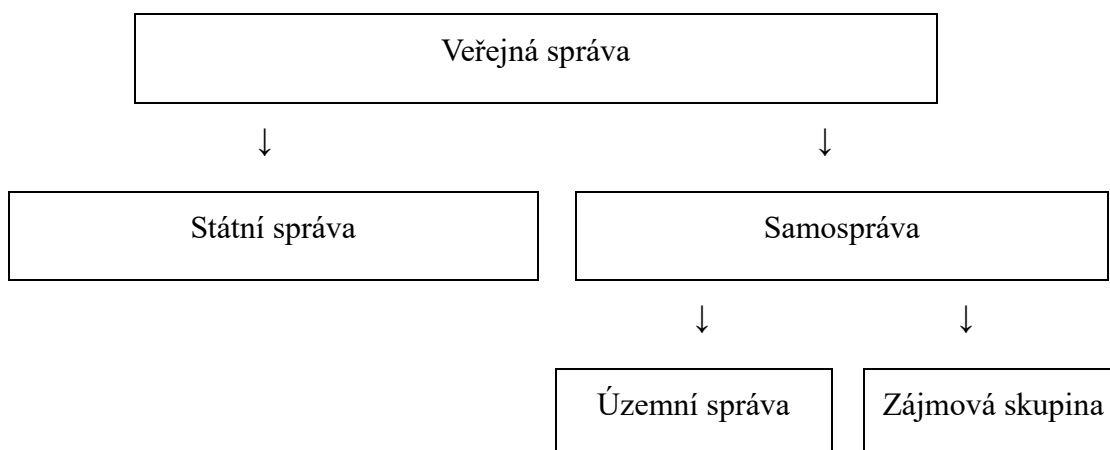 Veřejná správa
↓ ↓
Státní správa Samospráva
↓ ↓
Územní správa Zájmová skupina